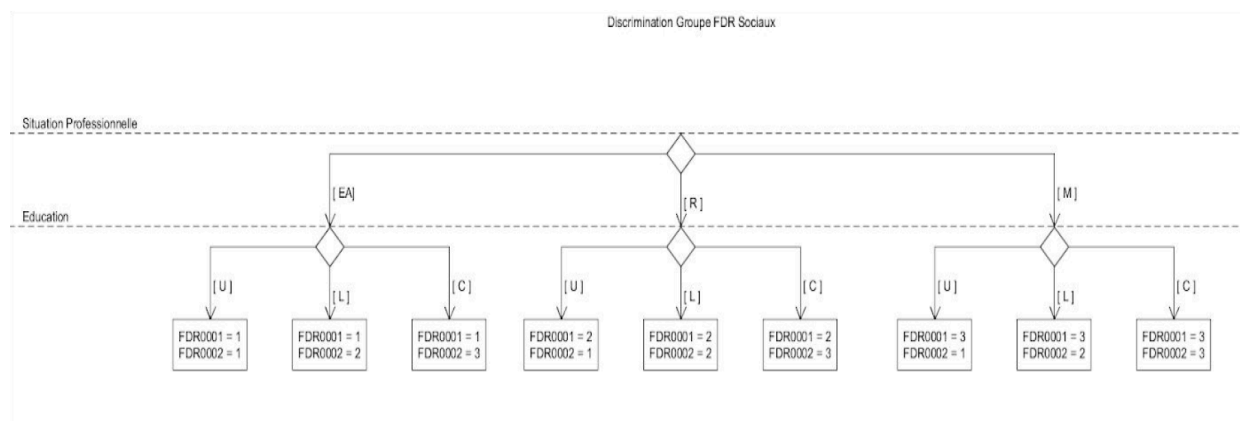 Discrimination Groupe FDR Sociaux
Situation Professionnelle
[ EA]
[ R ]
[ M ]
Education
[ U ]
[ L ]
[ C ]
[ U ]
[ L ]
[ C ]
[ U ]
[ L ]
[ C ]
FDR0001 = 1
FDR0002 = 1
FDR0001 = 1
FDR0002 = 2
FDR0001 = 1
FDR0002 = 3
FDR0001 = 2
FDR0002 = 1
FDR0001 = 2
FDR0002 = 2
FDR0001 = 2
FDR0002 = 3
FDR0001 = 3
FDR0002 = 1
FDR0001 = 3
FDR0002 = 2
FDR0001 = 3
FDR0002 = 3